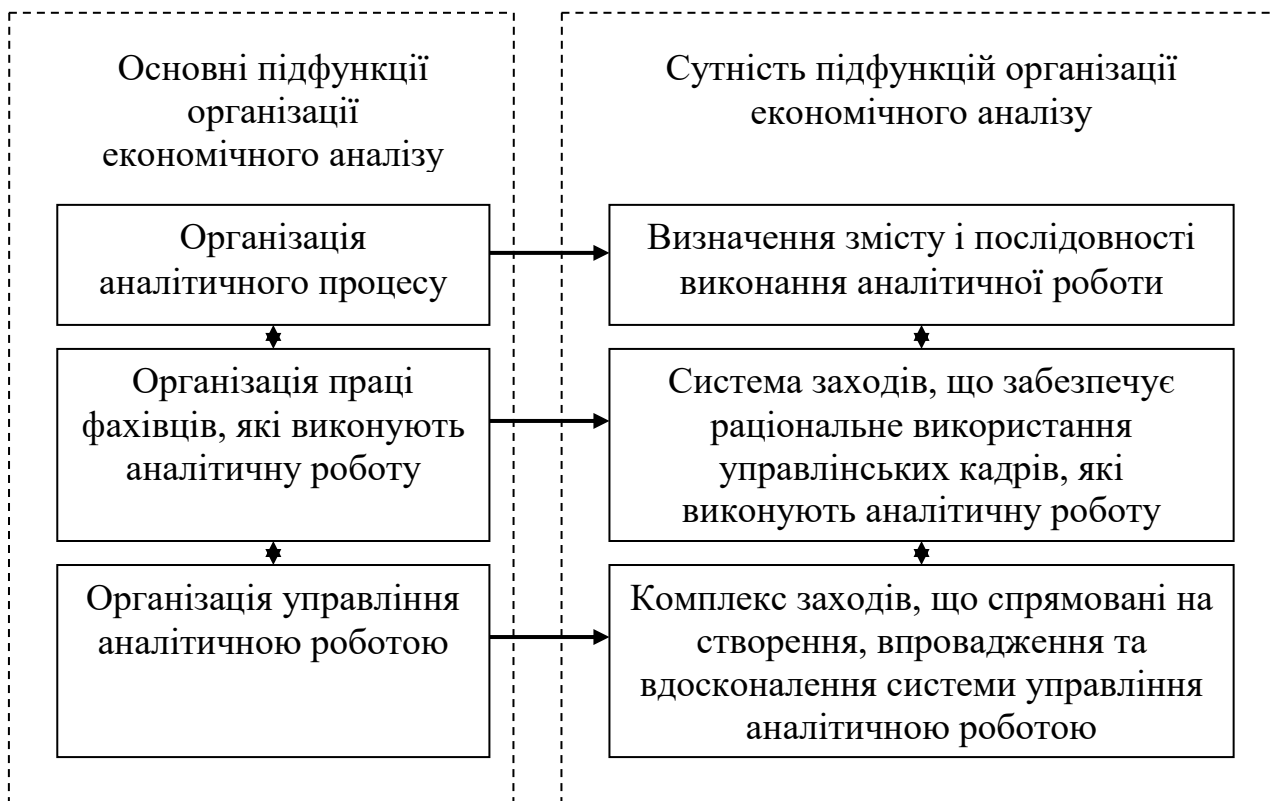 Основні підфункції
організації
економічного аналізу
Сутність підфункцій організації
економічного аналізу
Організація
аналітичного процесу
Визначення змісту і послідовності
виконання аналітичної роботи
Організація праці
фахівців, які виконують
аналітичну роботу
Система заходів, що забезпечує
раціональне використання
управлінських кадрів, які
виконують аналітичну роботу
Організація управління
аналітичною роботою
Комплекс заходів, що спрямовані на
створення, впровадження та
вдосконалення системи управління
аналітичною роботою